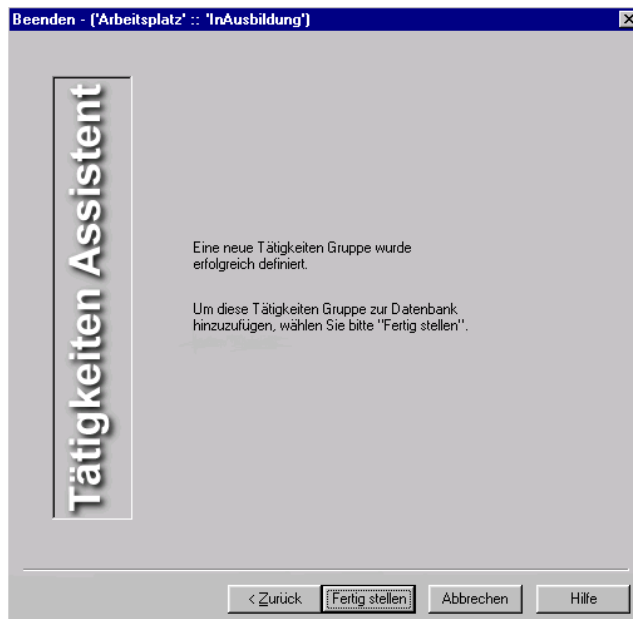 Beenden - ('Arbeitsplatz' :: 'InAusbildung')
Tätigkeiten Assistent
Eine neue Tätigkeiten Gruppe wurde
erfolgreich definiert.
Um diese Tätigkeiten Gruppe zur Datenbank
hinzuzufügen, wählen Sie bitte "Fertig stellen".
< Zurück
Fertig stellen
Abbrechen
Hilfe